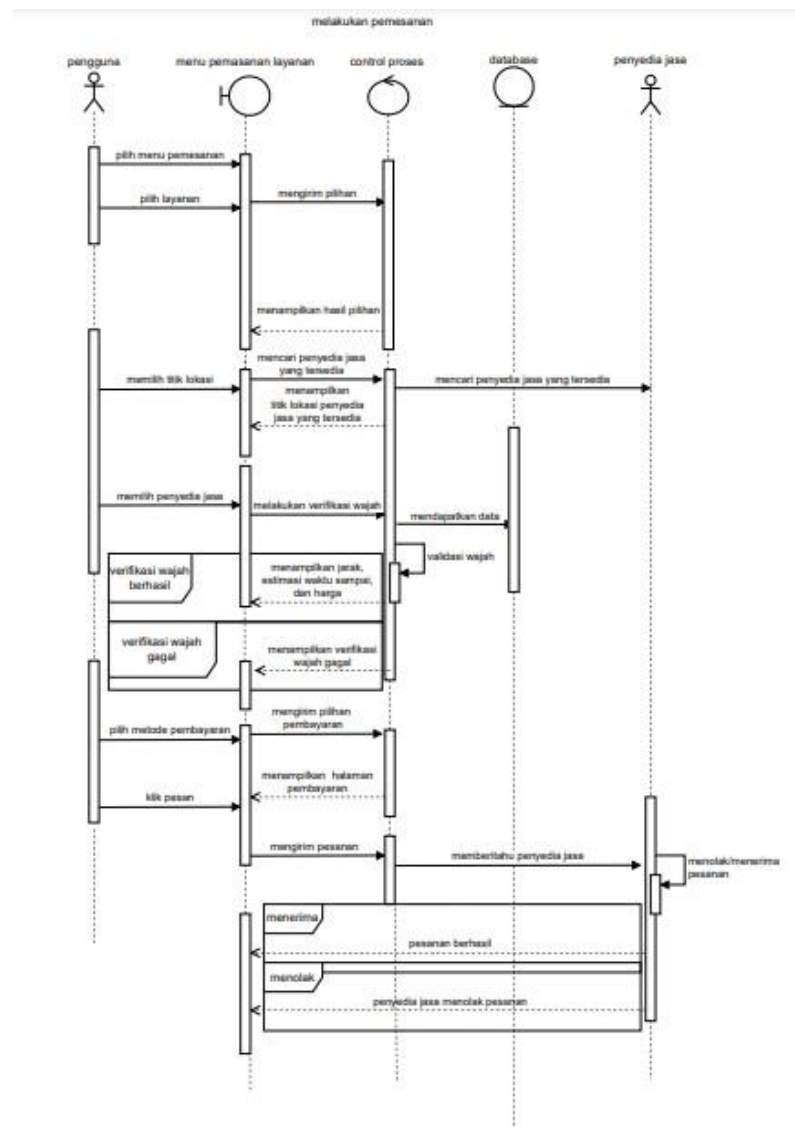 melakukan pemesanan
pengguna
menu pemasanan layanan
control proses
database
penyedia jasa
pilih menu pemesanan
pilih layanan
mengirim pilihan
menampilkan hasil pilihan
memilih titik lokasi
mencari penyedia jasa
yang tersedia
mencari penyedia jasa yang tersedia
menampilkan
titik lokasi penyedia
jasa yang tersedia
memilih penyedia jasa
melakukan verifikasi wajah
mendapatkan data
validasi wajah
verifikasi wajah
berhasil
menampilkan jarak,
estimasi waktu sampai,
dan harga
verifikasi wajah
gagal
menampilkan verifikasi
wajah gagal
pilih metode pembayaran
mengirim pilihan
pembayaran
menampilkan halaman
pembayaran
klik pesan
mengirim pesanan
memberitahu penyedia jasa
menolak/menerima
pesanan
menerima
pesanan berhasil
menolak
penyedia jasa menolak pesanan